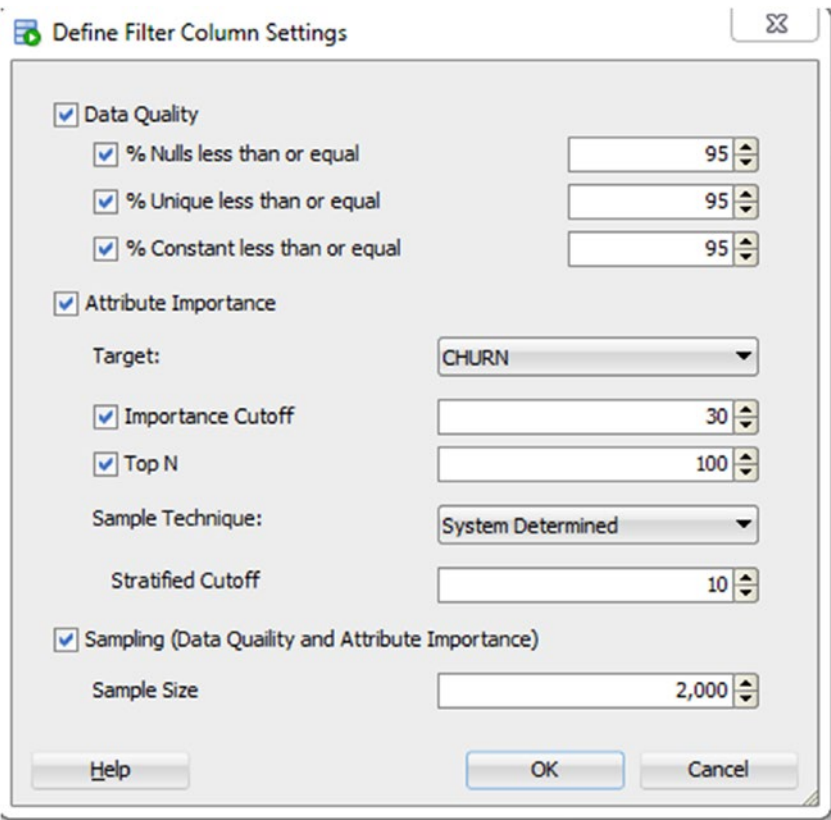 Define Filter Column Settings
Data Quality
% Nulls less than or equal 95
% Unique less than or equal 95
% Constant less than or equal 95
Attribute Importance
Target: CHURN
Importance Cutoff 30
Top N 100
Sample Technique: System Determined
Stratified Cutoff 10
Sampling (Data Quaility and Attribute Importance)
Sample Size 2,000
Help OK Cancel